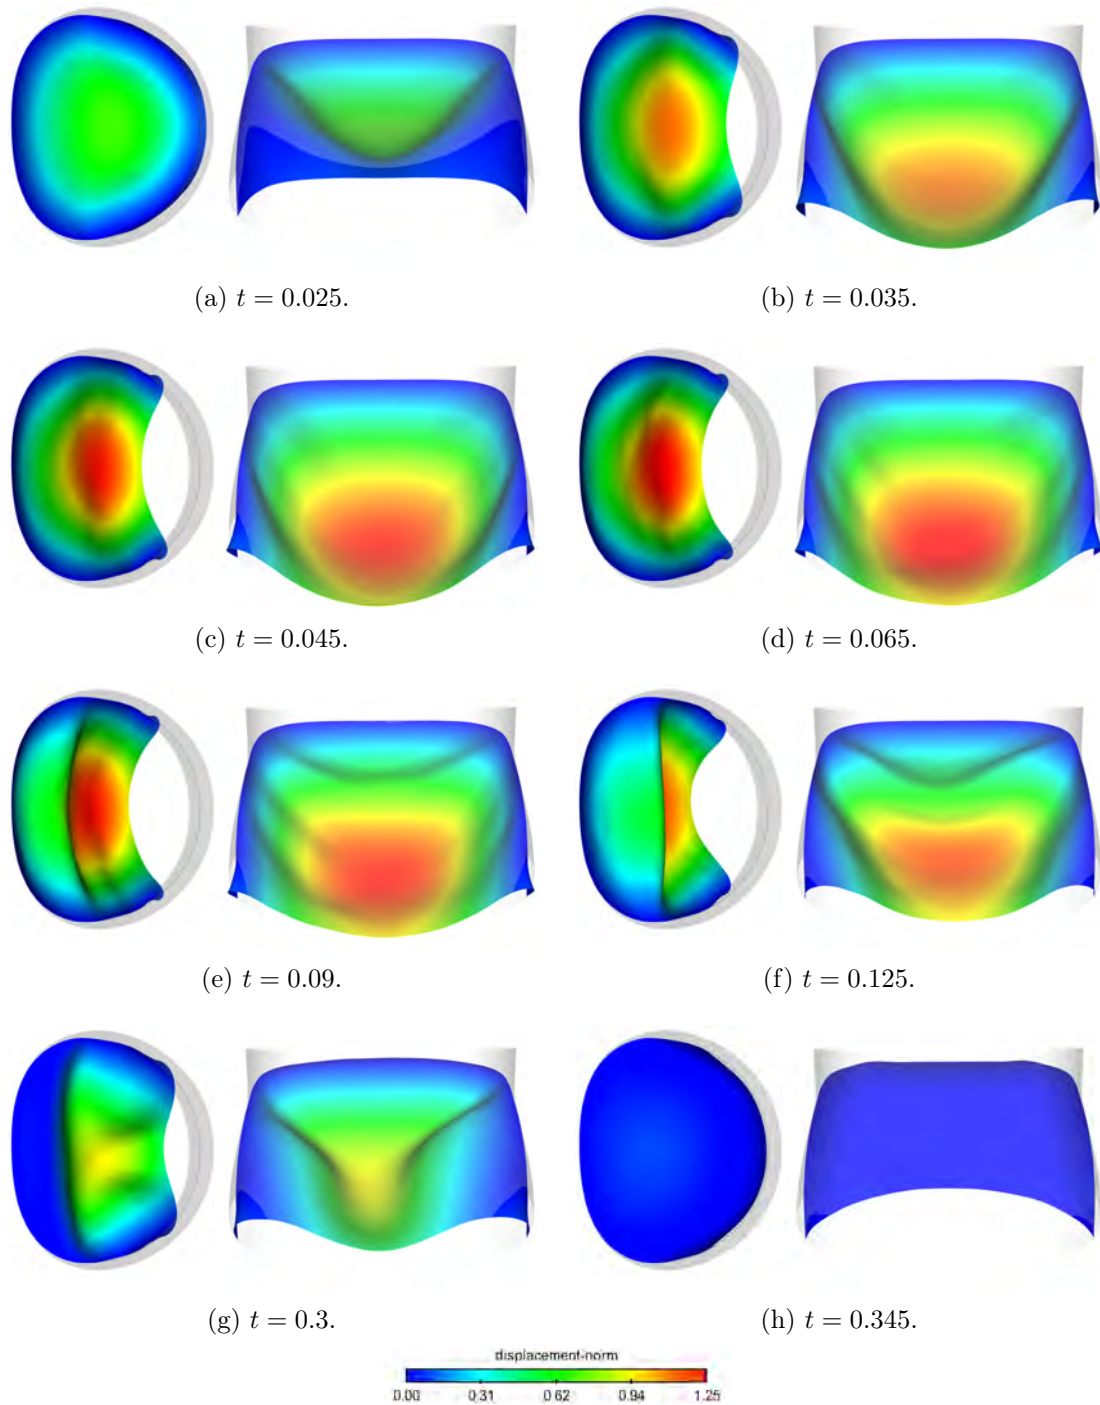 (a) t = 0.025.
(b) t = 0.035.
(c) t = 0.045.
(d) t = 0.065.
(e) t = 0.09.
(f) t = 0.125.
(g) t = 0.3.
(h) t = 0.345.
displacement-norm
0.00 0.31 0.62 0.94 1.25